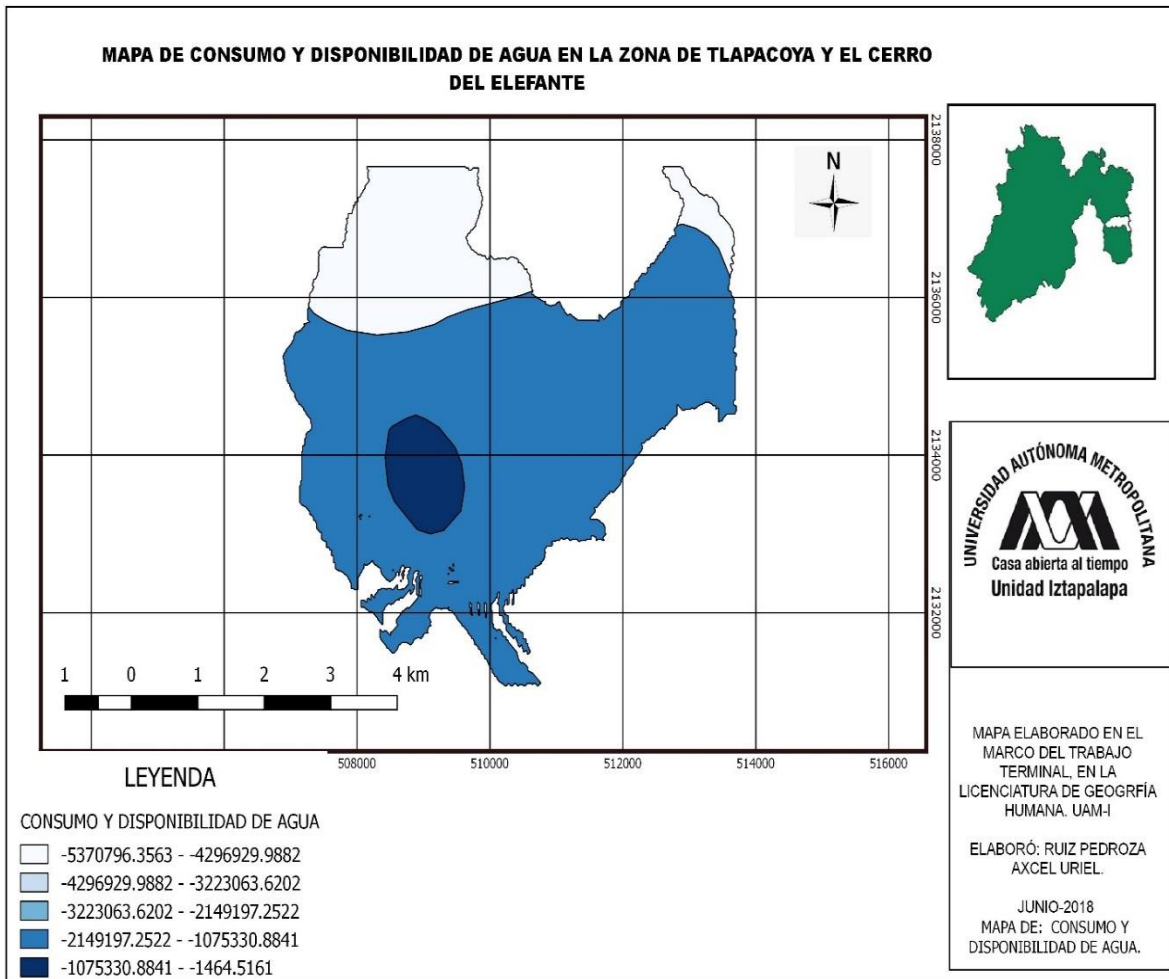 MAPA DE CONSUMO Y DISPONIBILIDAD DE AGUA EN LA ZONA DE TLAPACOYA Y EL CERRO
DEL ELEFANTE
N
2138000
2136000
2134000
2132000
1 0 1 2 3 4 km
508000 510000 512000 514000 516000
LEYENDA
CONSUMO Y DISPONIBILIDAD DE AGUA
-5370796.3563 - -4296929.9882
-4296929.9882 - -3223063.6202
-3223063.6202 - -2149197.2522
-2149197.2522 - -1075330.8841
-1075330.8841 - -1464.5161
UNIVERSIDAD AUTÓNOMA METROPOLITANA
Casa abierta al tiempo
Unidad Iztapalapa
MAPA ELABORADO EN EL
MARCO DEL TRABAJO
TERMINAL, EN LA
LICENCIATURA DE GEOGRFÍA
HUMANA. UAM-I
ELABORÓ: RUIZ PEDROZA
AXCEL URIEL.
JUNIO-2018
MAPA DE: CONSUMO Y
DISPONIBILIDAD DE AGUA.